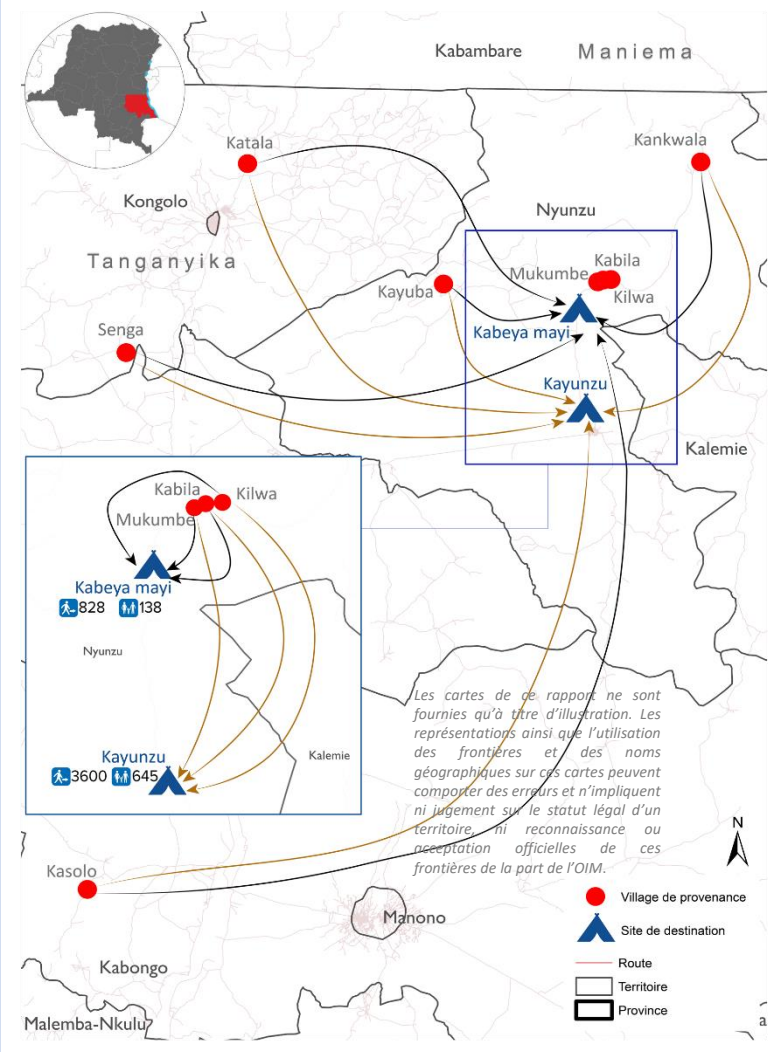 Kabambare
Maniema
Katala
Kankwala
Kongolo
Nyunzu
Tanganyika
Kabila
Mukumbe
Kayuba
Kilwa
Kabeya mayi
Senga
Kayunzu
Kalemie
Kabila
Kilwa
Mukumbe
Kabeya mayi
828
138
Nyunzu
Kayunzu
Kalemie
3600
645
Les cartes de ce rapport ne sont
fournies qu’à titre d’illustration. Les
représentations ainsi que l’utilisation
des frontières et des noms
géographiques sur ces cartes peuvent
comporter des erreurs et n’impliquent
ni jugement sur le statut légal d’un
territoire, ni reconnaissance ou
acceptation officielles de ces
frontières de la part de l’OIM.
N
Kasolo
Village de provenance
Manono
Site de destination
Kabongo
Route
Territoire
Malemba-Nkulu
Province